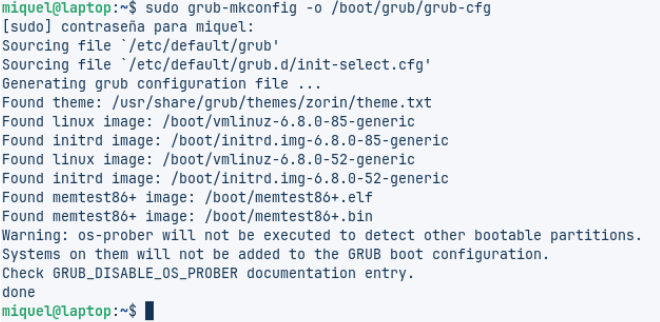 miquel@laptop:~$ sudo grub-mkconfig -o /boot/grub/grub-cfg
[sudo] contraseña para miquel:
Sourcing file `/etc/default/grub'
Sourcing file `/etc/default/grub.d/init-select.cfg'
Generating grub configuration file ...
Found theme: /usr/share/grub/themes/zorin/theme.txt
Found linux image: /boot/vmlinuz-6.8.0-85-generic
Found initrd image: /boot/initrd.img-6.8.0-85-generic
Found linux image: /boot/vmlinuz-6.8.0-52-generic
Found initrd image: /boot/initrd.img-6.8.0-52-generic
Found memtest86+ image: /boot/memtest86+.elf
Found memtest86+ image: /boot/memtest86+.bin
Warning: os-prober will not be executed to detect other bootable partitions.
Systems on them will not be added to the GRUB boot configuration.
Check GRUB_DISABLE_OS_PROBER documentation entry.
done
miquel@laptop:~$